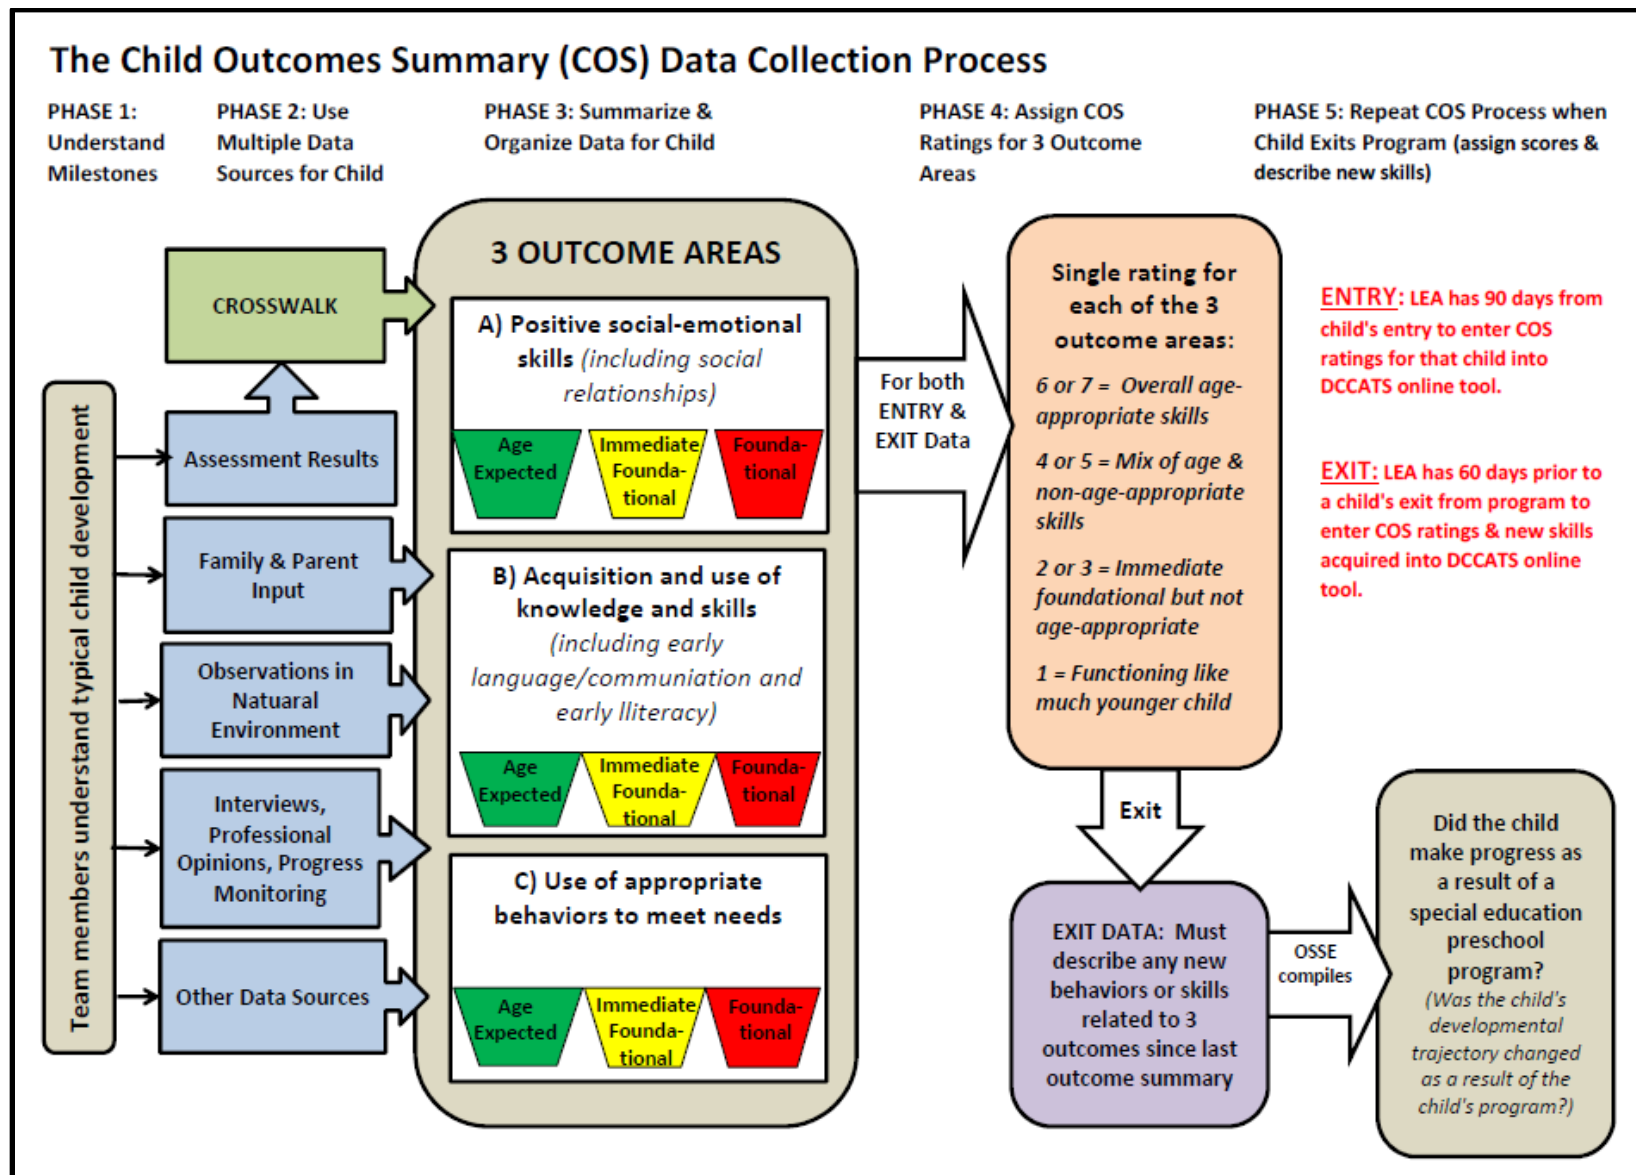 The Child Outcomes Summary (COS) Data Collection Process
PHASE 1:
Understand
Milestones
PHASE 2: Use
Multiple Data
Sources for Child
PHASE 3: Summarize &
Organize Data for Child
PHASE 4: Assign COS
Ratings for 3 Outcome
Areas
PHASE 5: Repeat COS Process when
Child Exits Program (assign scores &
describe new skills)
Team members understand typical child development
CROSSWALK
Assessment Results
Family & Parent
Input
Observations in
Natuaral
Environment
Interviews,
Professional
Opinions, Progress
Monitoring
Other Data Sources
3 OUTCOME AREAS
A) Positive social-emotional
skills (including social
relationships)
Age
Expected
Immediate
Founda-
tional
Founda-
tional
B) Acquisition and use of
knowledge and skills
(including early
language/communiation and
early lliteracy)
Age
Expected
Immediate
Founda-
tional
Founda-
tional
C) Use of appropriate
behaviors to meet needs
Age
Expected
Immediate
Founda-
tional
Founda-
tional
For both
ENTRY &
EXIT Data
Single rating for
each of the 3
outcome areas:
6 or 7 = Overall age-
appropriate skills
4 or 5 = Mix of age &
non-age-appropriate
skills
2 or 3 = Immediate
foundational but not
age-appropriate
1 = Functioning like
much younger child
ENTRY: LEA has 90 days from
child's entry to enter COS
ratings for that child into
DCCATS online tool.
EXIT: LEA has 60 days prior to
a child's exit from program to
enter COS ratings & new skills
acquired into DCCATS online
tool.
Exit
EXIT DATA: Must
describe any new
behaviors or skills
related to 3
outcomes since last
outcome summary
OSSE
compiles
Did the child
make progress as
a result of a
special education
preschool
program?
(Was the child's
developmental
trajectory changed
as a result of the
child's program?)